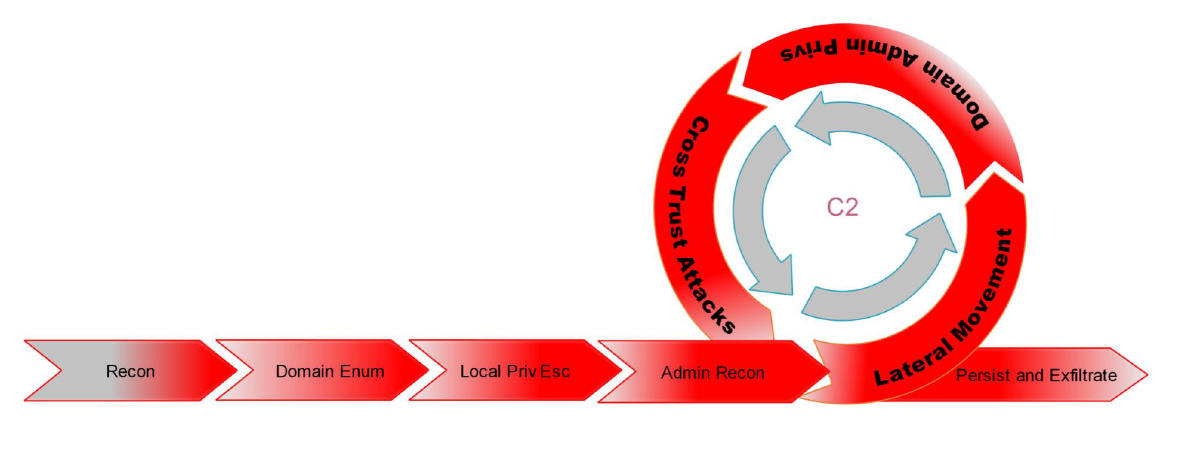 Domain Admin Privs
Cross Trust Attacks
C2
Lateral Movement
Recon
Domain Enum
Local Priv Esc
Admin Recon
Persist and Exfiltrate